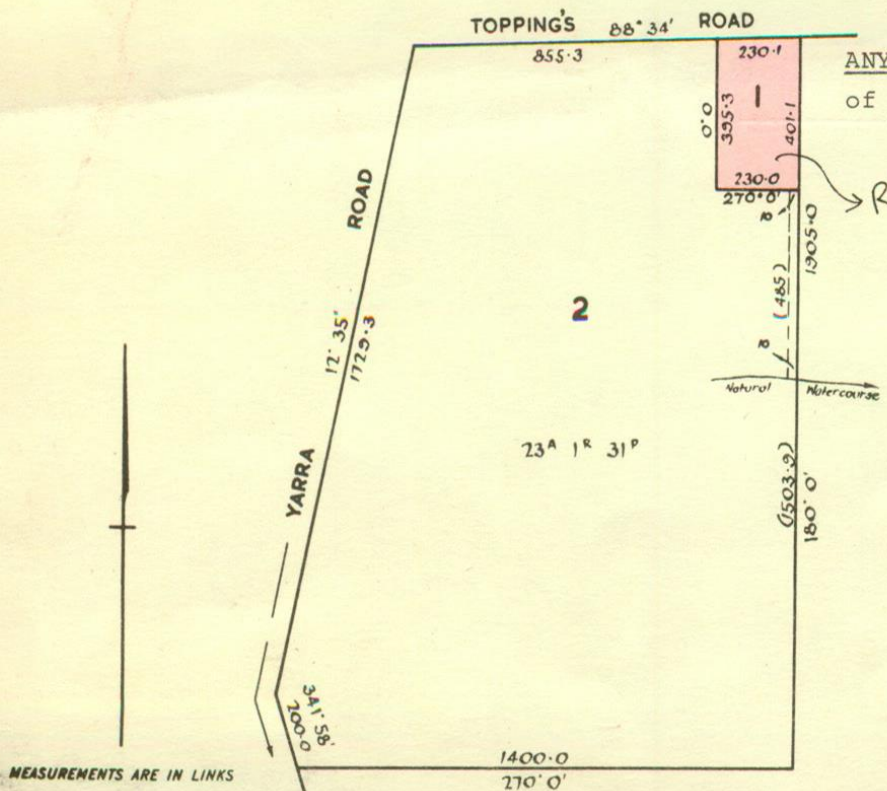 TOPPING'S 88° 34' ROAD
855·3
230·1
ANY
of
1
0° 0'
395·3
401·1
230·0
270° 0'
R
10
1905·0
ROAD
2
(485)
12° 35'
1729·3
10
Natural Watercourse
23A 1R 31P
YARRA
(1503·9)
180° 0'
341° 58'
200·0
1400·0
270° 0'
MEASUREMENTS ARE IN LINKS